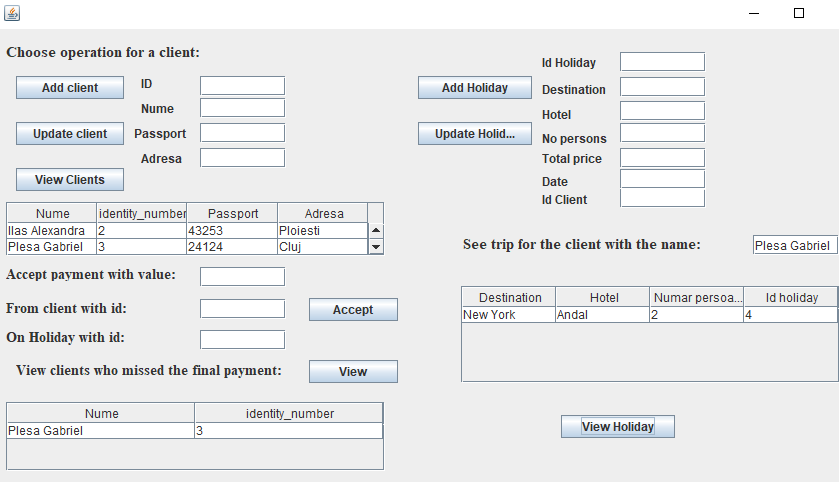 Choose operation for a client:
Add client
ID
Nume
Update client
Passport
Adresa
View Clients
Nume identity_number Passport Adresa
Ilas Alexandra 2 43253 Ploiesti
Plesa Gabriel 3 24124 Cluj
Accept payment with value:
From client with id:
Accept
On Holiday with id:
View clients who missed the final payment:
View
Nume identity_number
Plesa Gabriel 3
Id Holiday
Add Holiday
Destination
Hotel
Update Holid...
No persons
Total price
Date
Id Client
See trip for the client with the name:
Plesa Gabriel
Destination Hotel Numar persoa... Id holiday
New York Andal 2 4
View Holiday